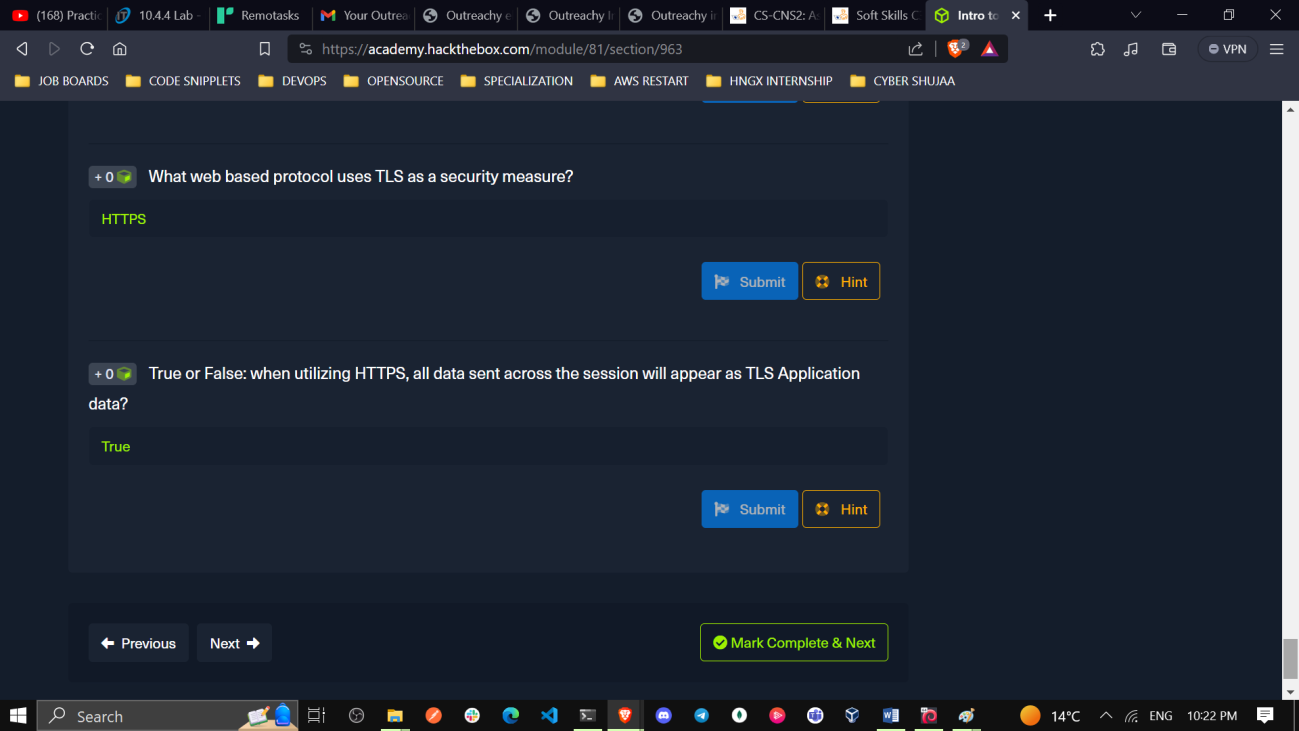 (168) Practic
10.4.4 Lab -
Remotasks
Your Outrea
Outreachy e
Outreachy In
Outreachy in
CS-CNS2: As
Soft Skills C
Intro to
https://academy.hackthebox.com/module/81/section/963
2
VPN
JOB BOARDS
CODE SNIPPLETS
DEVOPS
OPENSOURCE
SPECIALIZATION
AWS RESTART
HNGX INTERNSHIP
CYBER SHUJAA
+ 0 What web based protocol uses TLS as a security measure?
HTTPS
Submit
Hint
+ 0 True or False: when utilizing HTTPS, all data sent across the session will appear as TLS Application
data?
True
Submit
Hint
Previous
Next
Mark Complete & Next
Search
14°C
ENG
10:22 PM